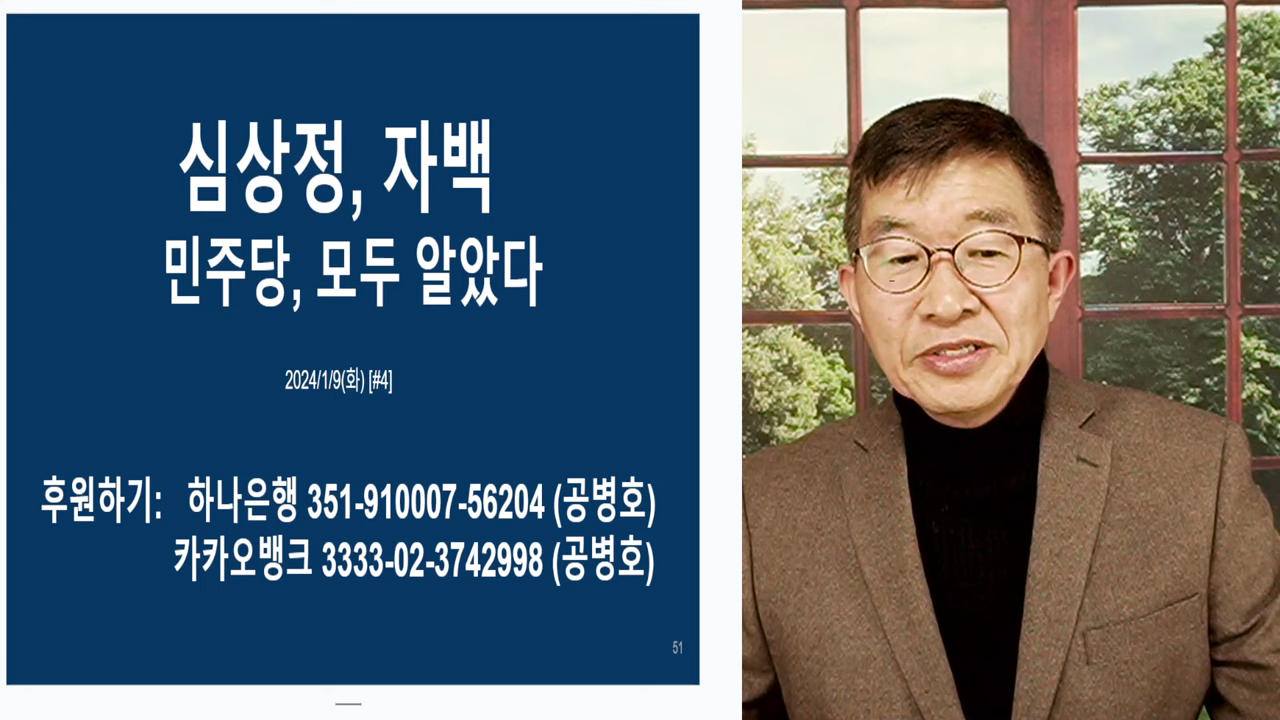 심상정, 자백
민주당, 모두 알았다
2024/1/9(화) [#4]
후원하기: 하나은행 351-910007-56204 (공병호)
카카오뱅크 3333-02-3742998 (공병호)
51